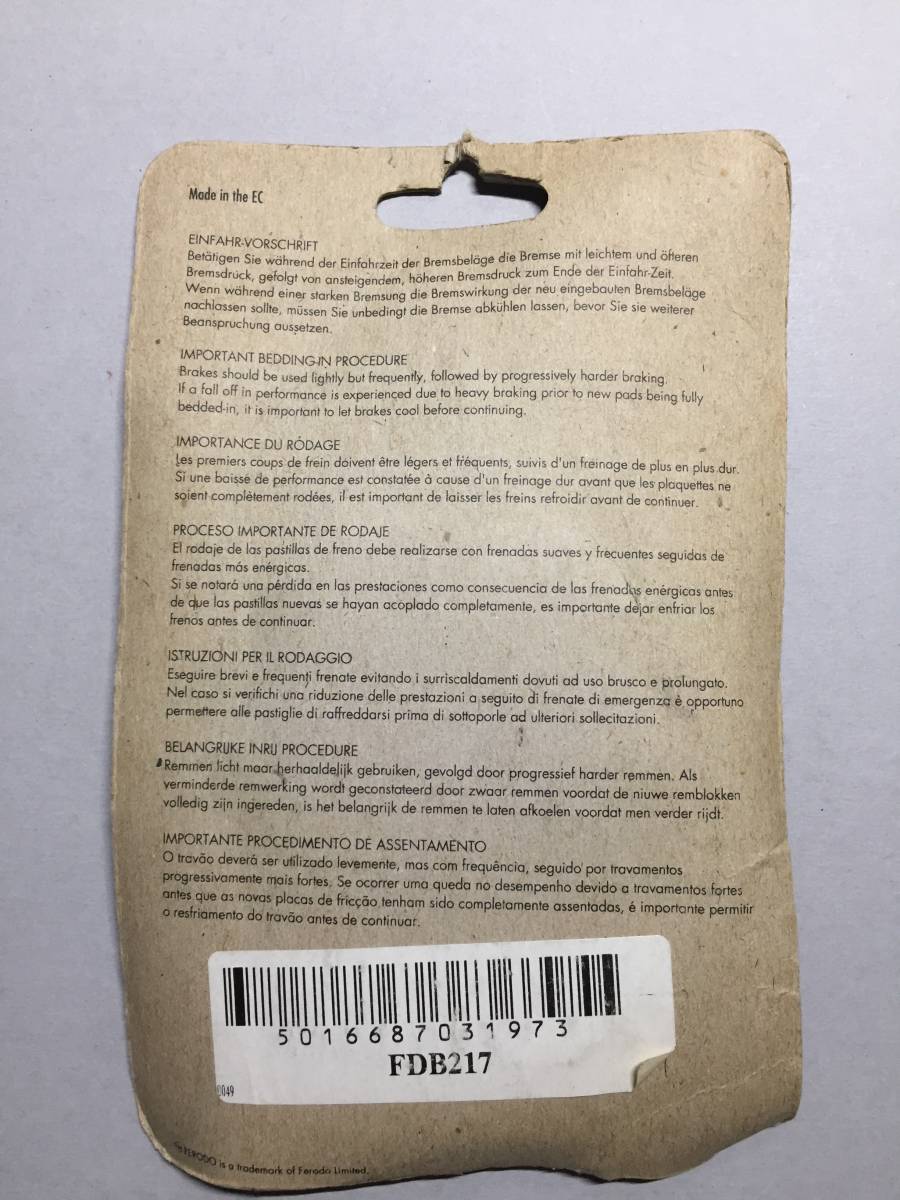 Made in the EC
EINFAHR-VORSCHRIFT
Betätigen Sie während der Einfahrzeit der Bremsbeläge die Bremse mit leichtem und öfteren
Bremsdruck, gefolgt von ansteigendem, höheren Bremsdruck zum Ende der Einfahr-Zeit.
Wenn während einer starken Bremsung die Bremswirkung der neu eingebauten Bremsbeläge
nachlassen sollte, müssen Sie unbedingt die Bremse abkühlen lassen, bevor Sie sie weiterer
Beanspruchung aussetzen.
IMPORTANT BEDDING-IN PROCEDURE
Brakes should be used lightly but frequently, followed by progressively harder braking.
If a fall off in performance is experienced due to heavy braking prior to new pads being fully
bedded-in, it is important to let brakes cool before continuing.
IMPORTANCE DU RÓDAGE
Les premiers coups de frein doivent être légers et fréquents, suivis d'un freinage de plus en plus dur.
Si une baisse de performance est constatée à cause d'un freinage dur avant que les plaquettes ne
soient complètement rodées, il est important de laisser les freins refroidir avant de continuer.
PROCESO IMPORTANTE DE RODAJE
El rodaje de las pastillas de freno debe realizarse con frenadas suaves y frecuentes seguidas de
frenadas más enérgicas.
Si se notará una pérdida en las prestaciones como consecuencia de las frenadas enérgicas antes
de que las pastillas nuevas se hayan acoplado completamente, es importante dejar enfriar los
frenos antes de continuar.
ISTRUZIONI PER IL RODAGGIO
Eseguire brevi e frequenti frenate evitando i surriscaldamenti dovuti ad uso brusco e prolungato.
Nel caso si verifichi una riduzione delle prestazioni a seguito di frenate di emergenza è opportuno
permettere alle pastiglie di raffreddarsi prima di sottoporle ad ulteriori sollecitazioni.
BELANGRIJKE INRIJ PROCEDURE
Remmen licht maar herhaaldelijk gebruiken, gevolgd door progressief harder remmen. Als
verminderde remwerking wordt geconstateerd door zwaar remmen voordat de niuwe remblokken
volledig zijn ingereden, is het belangrijk de remmen te laten afkoelen voordat men verder rijdt.
IMPORTANTE PROCEDIMENTO DE ASSENTAMENTO
O travão deverá ser utilizado levemente, mas com frequência, seguido por travamentos
progressivamente mais fortes. Se ocorrer uma queda no desempenho devido a travamentos fortes
antes que as novas placas de fricção tenham sido completamente assentadas, é importante permitir
o resfriamento do travão antes de continuar.
5016687031973
FDB217
049
FERODO is a trademark of Ferodo Limited.